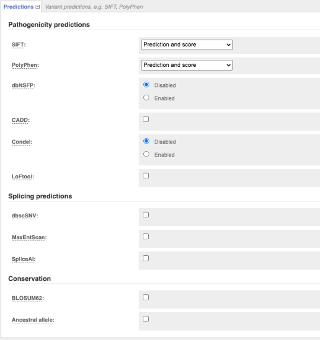 Predictions Variant predictions, e.g. SIFT, PolyPhen
Pathogenicity predictions
SIFT: Prediction and score
PolyPhen: Prediction and score
dbNSFP: Disabled
Enabled
CADD:
Condel: Disabled
Enabled
LoFtool:
Splicing predictions
dbscSNV:
MaxEntScan:
SpliceAI:
Conservation
BLOSUM62:
Ancestral allele: